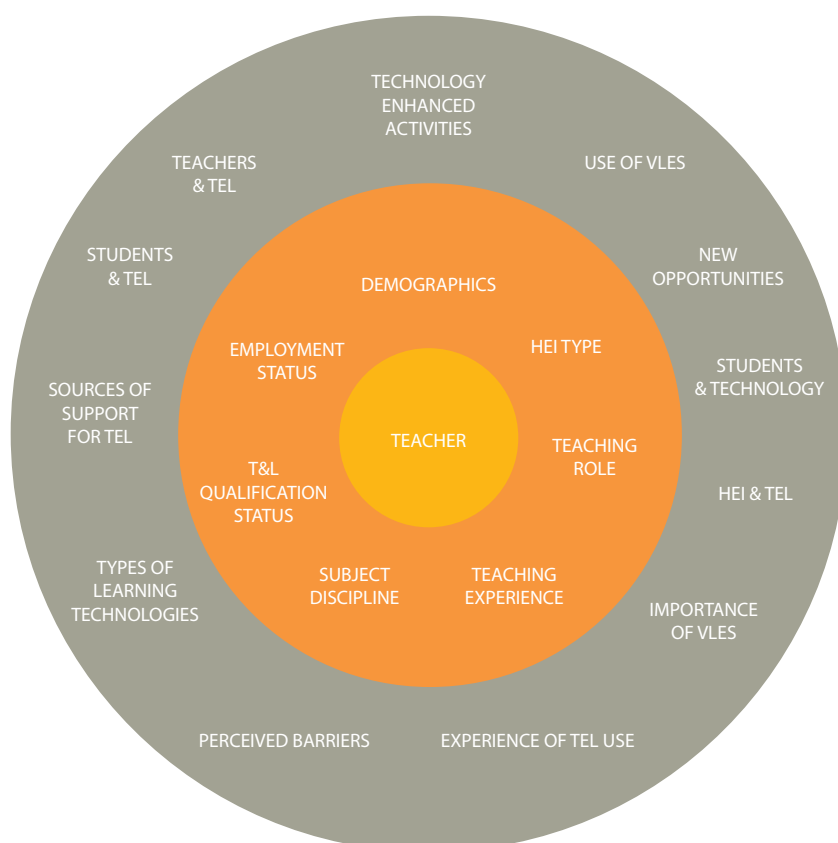 TECHNOLOGY
ENHANCED
ACTIVITIES
TEACHERS
& TEL
USE OF VLES
STUDENTS
& TEL
NEW
OPPORTUNITIES
DEMOGRAPHICS
EMPLOYMENT
STATUS
HEI TYPE
STUDENTS
& TECHNOLOGY
SOURCES OF
SUPPORT
FOR TEL
TEACHER
TEACHING
ROLE
T&L
QUALIFICATION
STATUS
HEI & TEL
TYPES OF
LEARNING
TECHNOLOGIES
SUBJECT
DISCIPLINE
TEACHING
EXPERIENCE
IMPORTANCE
OF VLES
PERCEIVED BARRIERS
EXPERIENCE OF TEL USE